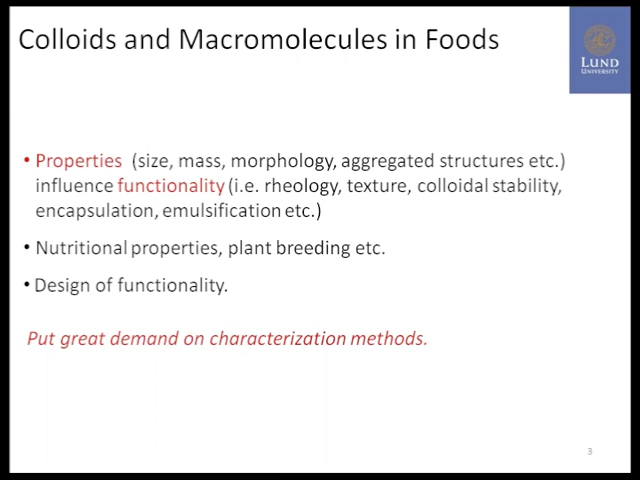 Colloids and Macromolecules in Foods
LUND
UNIVERSITY
• Properties (size, mass, morphology, aggregated structures etc.)
influence functionality (i.e. rheology, texture, colloidal stability,
encapsulation, emulsification etc.)
• Nutritional properties, plant breeding etc.
• Design of functionality.
Put great demand on characterization methods.
3